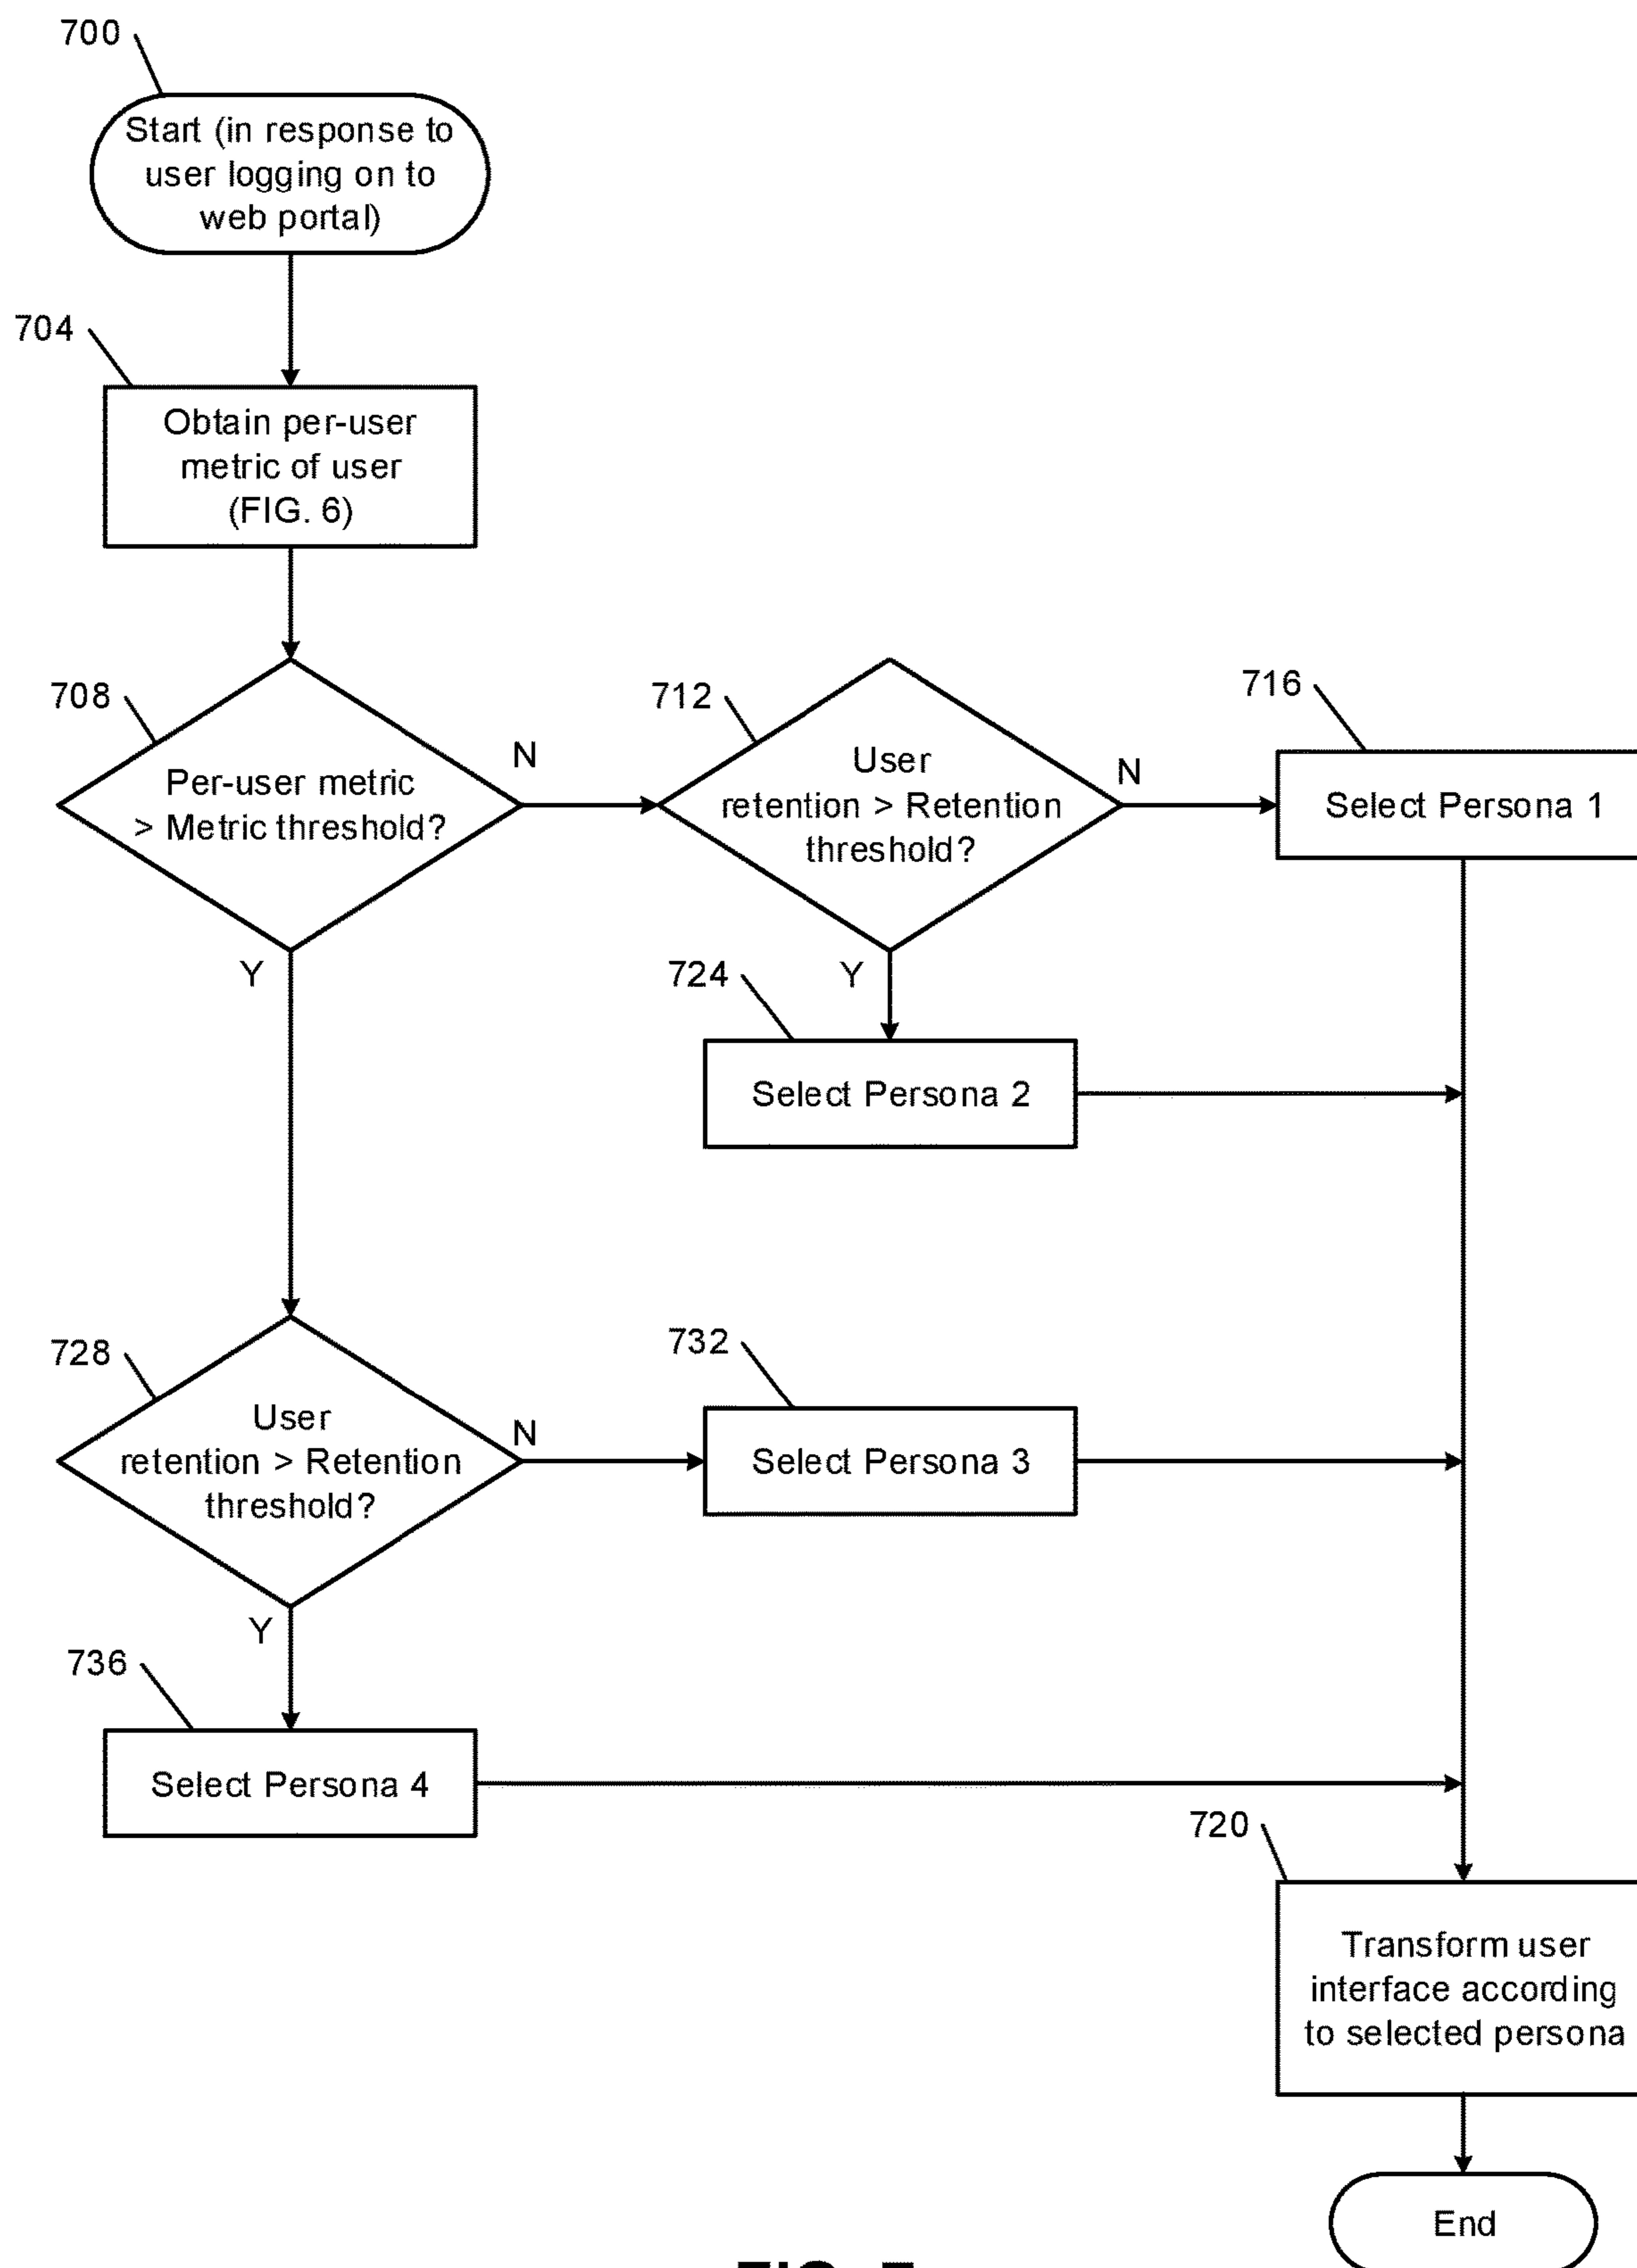 700
Start (in response to
user logging on to
web portal)
704
Obtain per-user
metric of user
(FIG. 6)
708
Per-user metric
> Metric threshold?
N
Y
712
User
retention > Retention
threshold?
N
Y
716
Select Persona 1
724
Select Persona 2
728
User
retention > Retention
threshold?
N
Y
732
Select Persona 3
736
Select Persona 4
720
Transform user
interface according
to selected persona
End